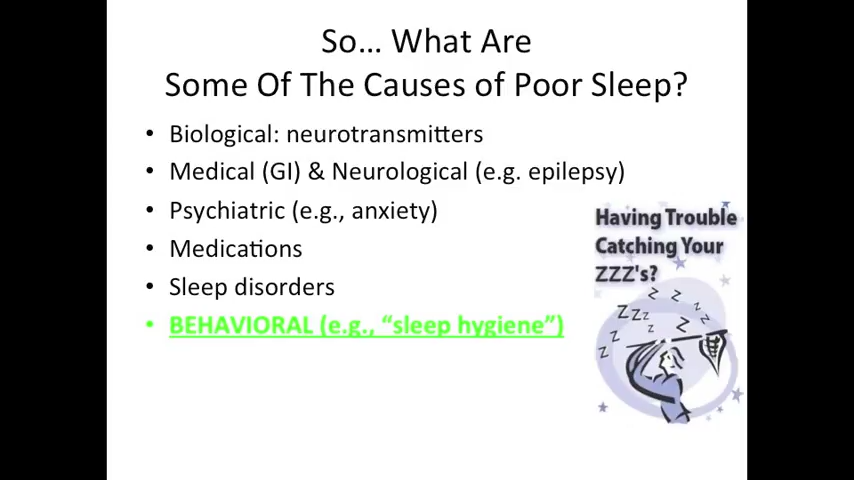 So… What Are
Some Of The Causes of Poor Sleep?
• Biological: neurotransmitters
• Medical (GI) & Neurological (e.g. epilepsy)
• Psychiatric (e.g., anxiety)
• Medications
• Sleep disorders
• BEHAVIORAL (e.g., “sleep hygiene”)
Having Trouble
Catching Your
ZZZ's?
Z Z Z
Z Z z z z
Z z Z
Z